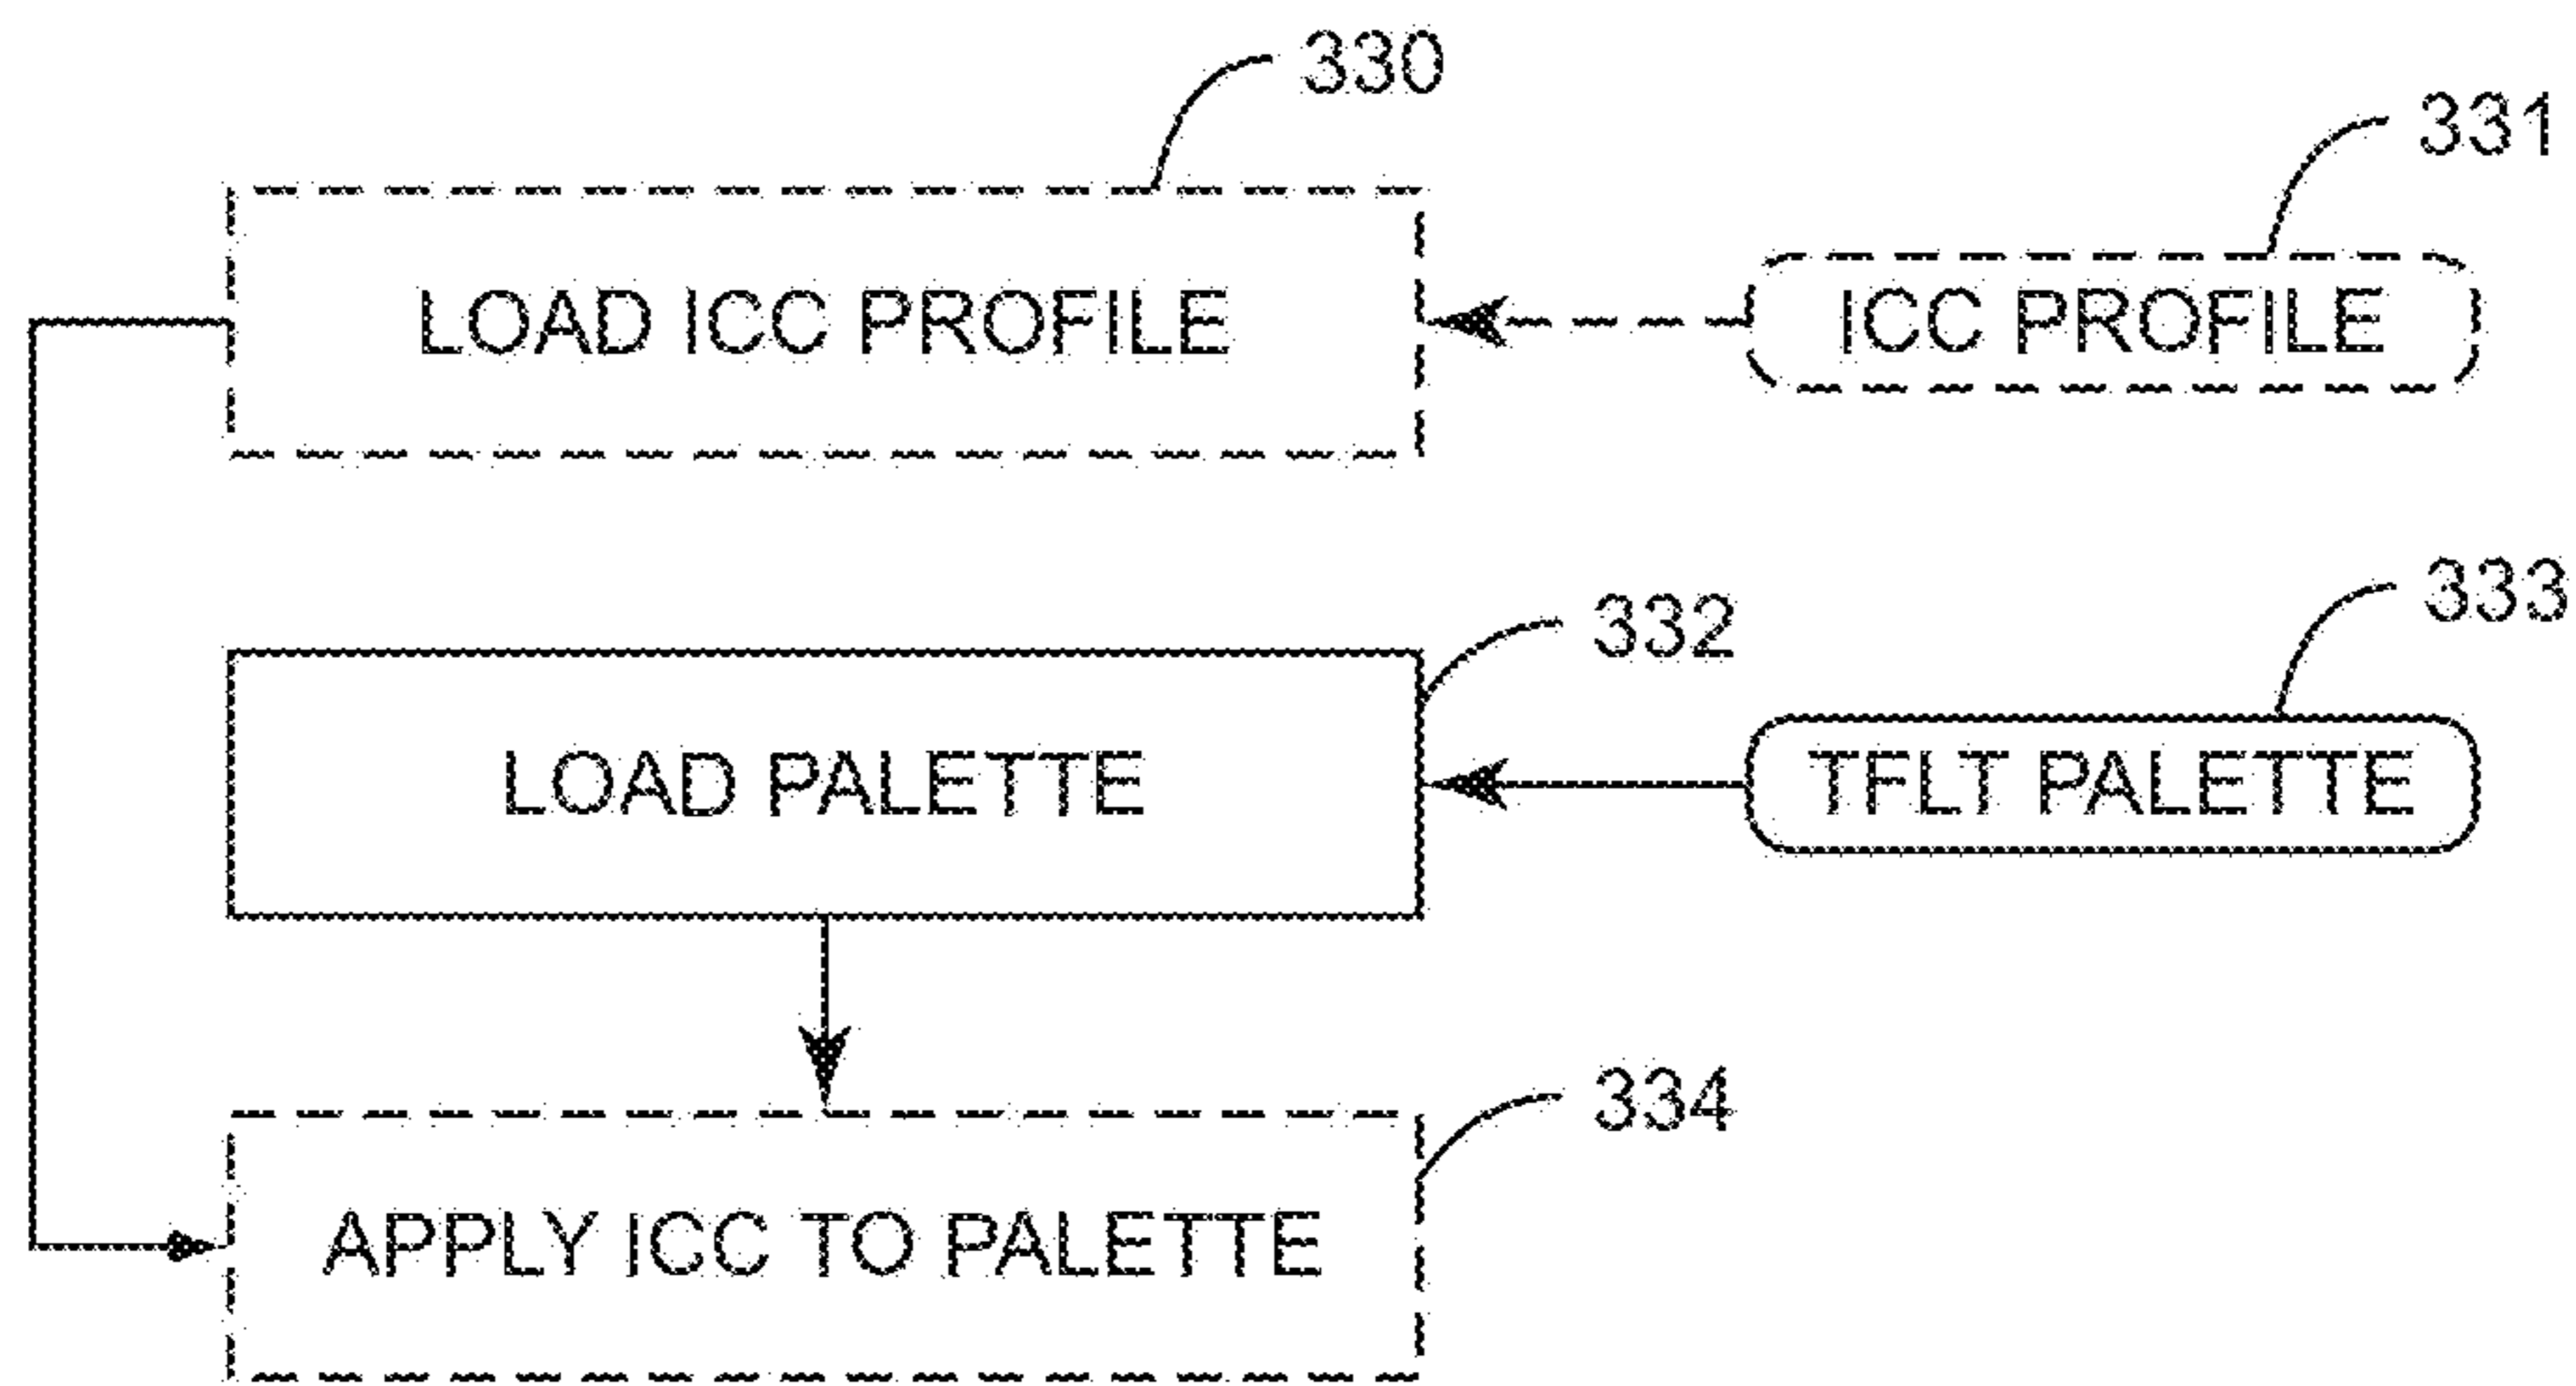 330
331
LOAD ICC PROFILE
ICC PROFILE
332
333
LOAD PALETTE
TFLT PALETTE
334
APPLY ICC TO PALETTE